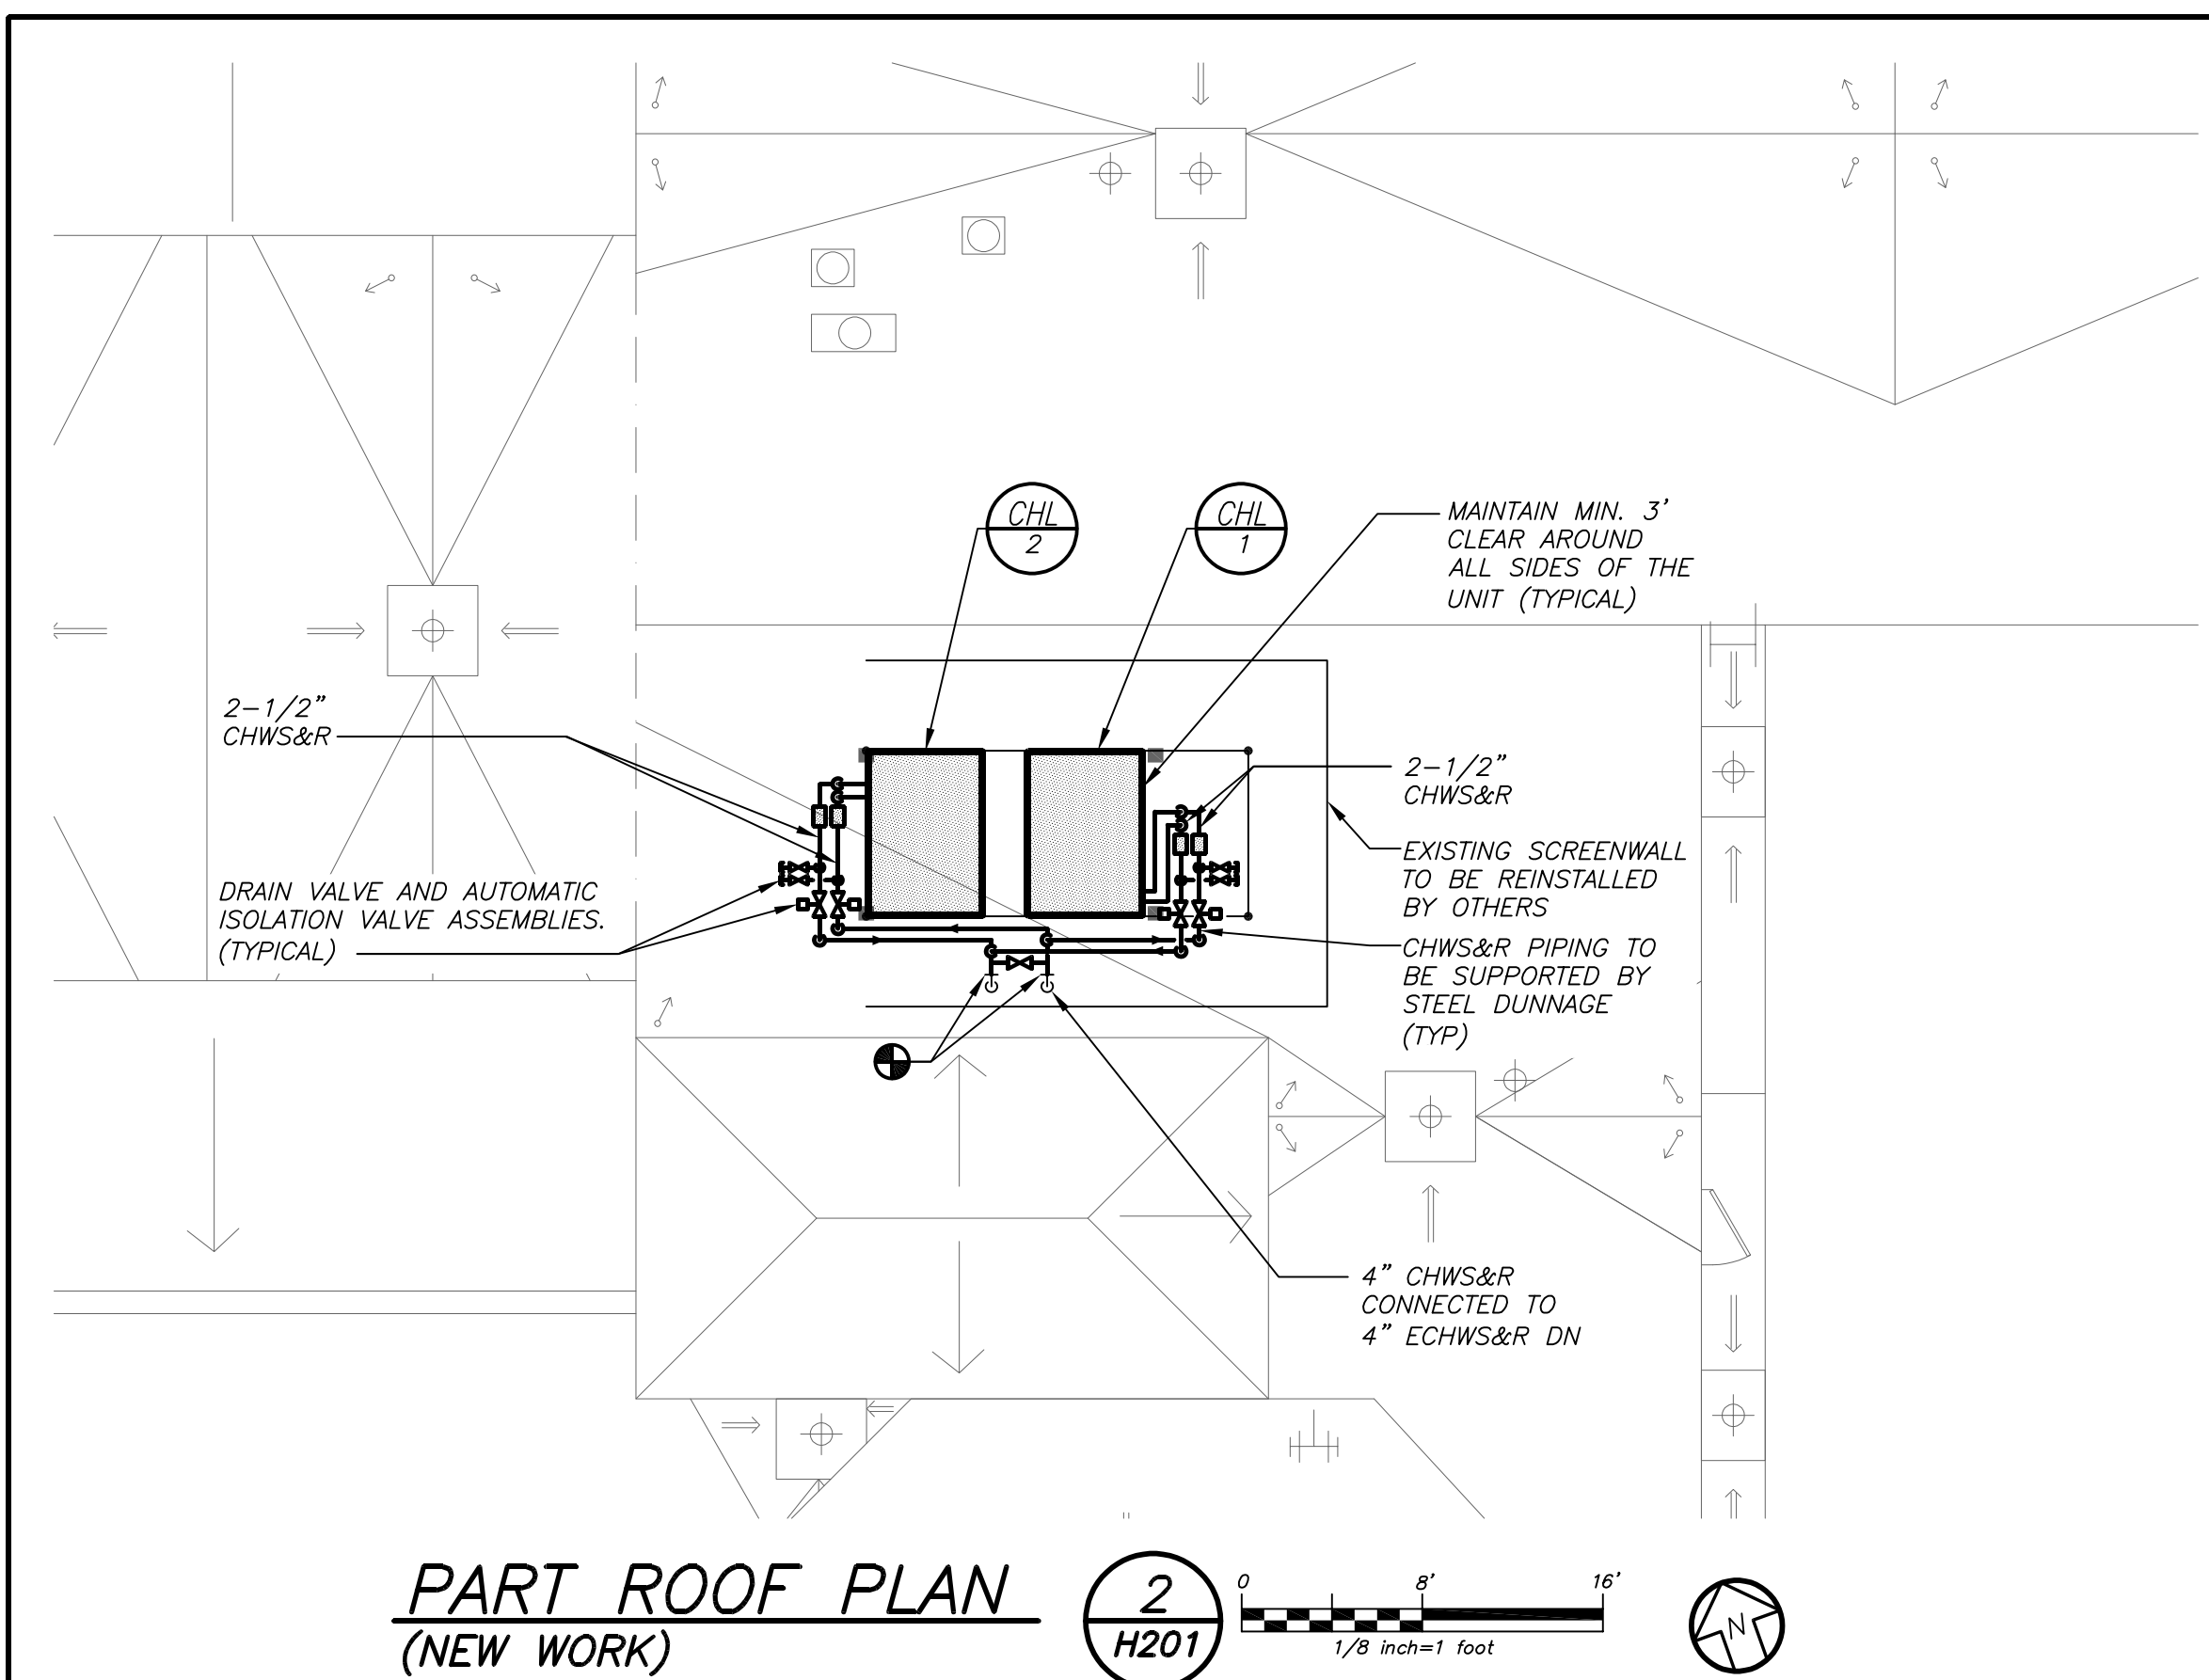 CHL
2
CHL
1
MAINTAIN MIN. 3'
CLEAR AROUND
ALL SIDES OF THE
UNIT (TYPICAL)
2-1/2"
CHWS&R
2-1/2"
CHWS&R
EXISTING SCREENWALL
TO BE REINSTALLED
BY OTHERS
DRAIN VALVE AND AUTOMATIC
ISOLATION VALVE ASSEMBLIES.
(TYPICAL)
CHWS&R PIPING TO
BE SUPPORTED BY
STEEL DUNNAGE
(TYP)
4" CHWS&R
CONNECTED TO
4" ECHWS&R DN
PART ROOF PLAN
(NEW WORK)
2
H201
0 8' 16'
1/8 inch=1 foot
N